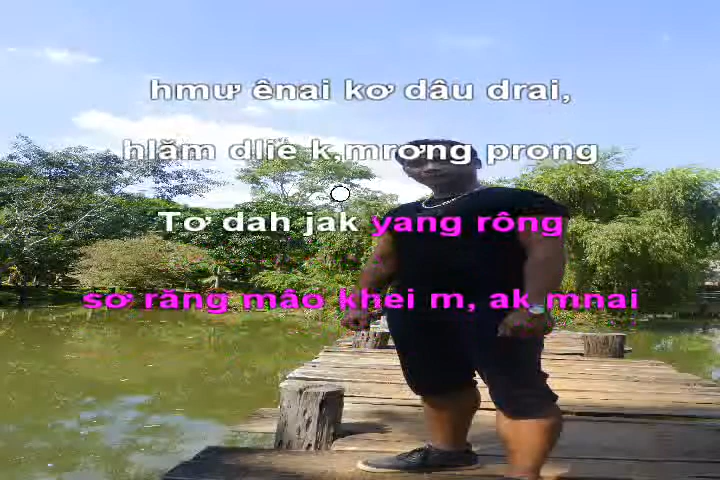 hmư ênai kơ dâu drai,
hlăm dliê k mrơng prong
Tơ dah jak yang rông
sơ răng mâo khei m, ak mnai